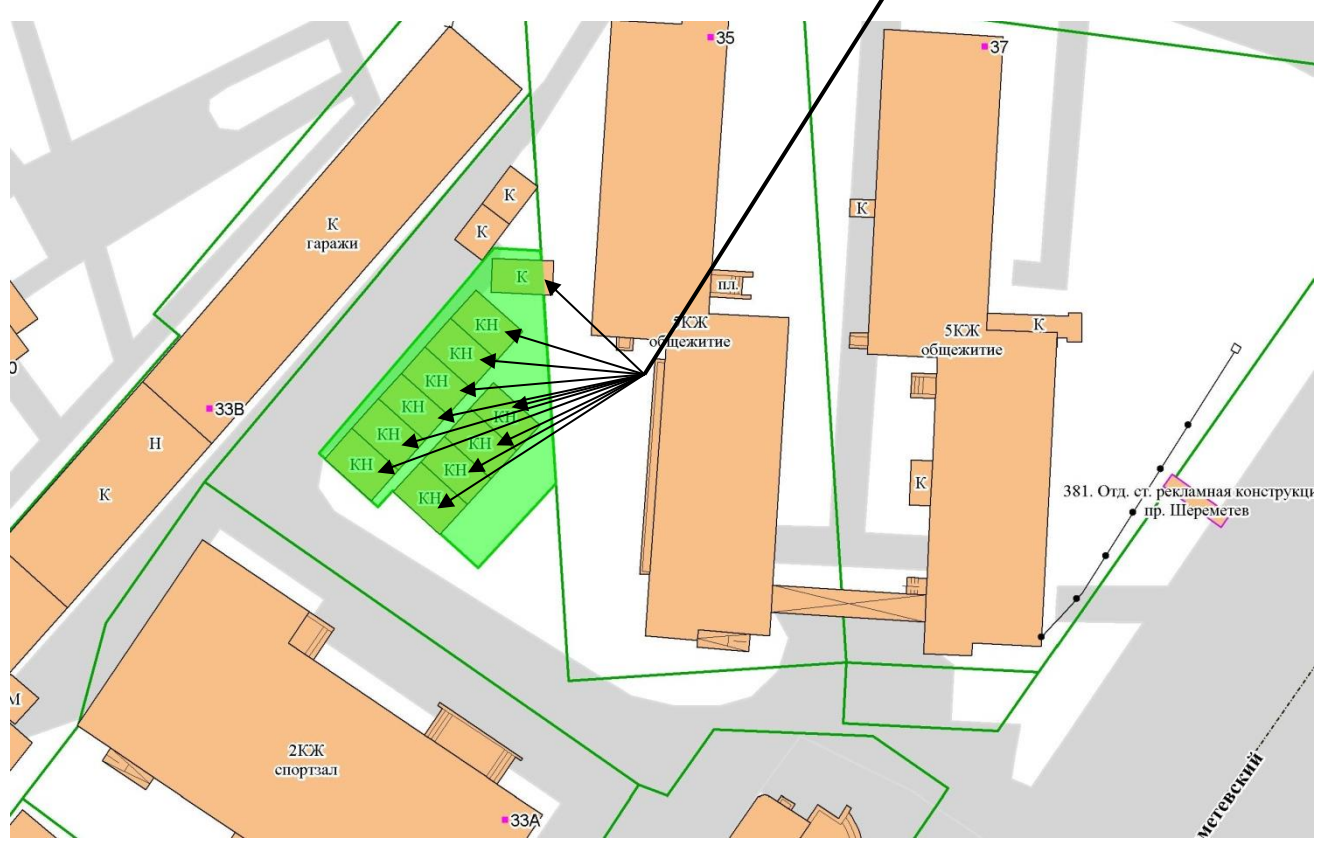 35
37
К
К
К
гаражи
К
К
пл.
КН
5КЖ
общежитие
К
5КЖ
общежитие
КН
КН
КН
33В
КН
КН
КН
КН
КН
КН
Н
К
К
381. Отд. ст. рекламная конструкци
пр. Шереметев
М
2КЖ
спортзал
33А
метевский